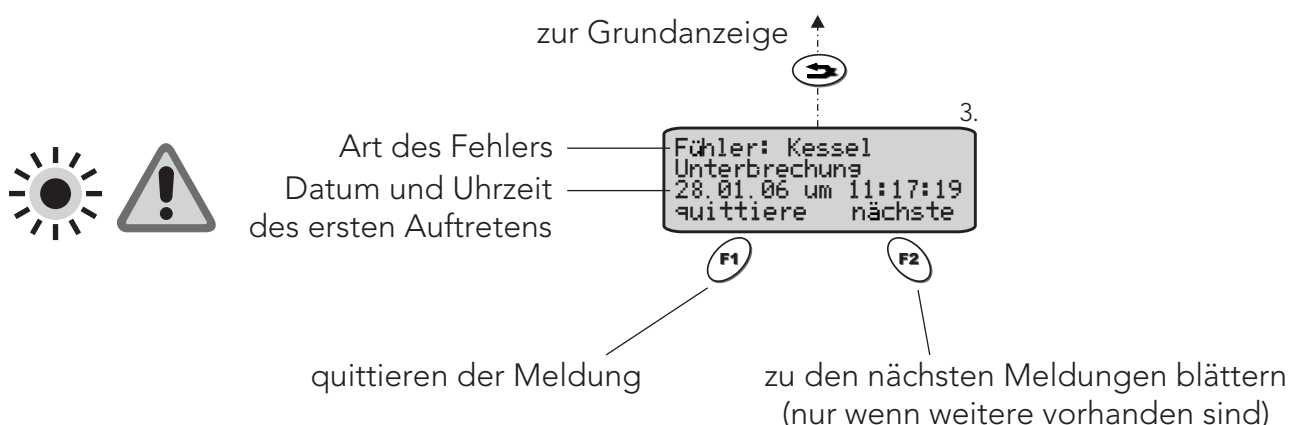 zur Grundanzeige
3.
Art des Fehlers
Datum und Uhrzeit
des ersten Auftretens
Fühler: Kessel
Unterbrechung
28.01.06 um 11:17:19
quittiere nächste
F1
F2
quittieren der Meldung
zu den nächsten Meldungen blättern
(nur wenn weitere vorhanden sind)